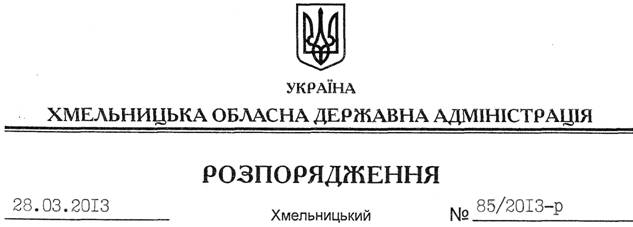 УКРАЇНА
ХМЕЛЬНИЦЬКА ОБЛАСНА ДЕРЖАВНА АДМІНІСТРАЦІЯ
РОЗПОРЯДЖЕННЯ
28.03.2013 Хмельницький № 85/2013-р